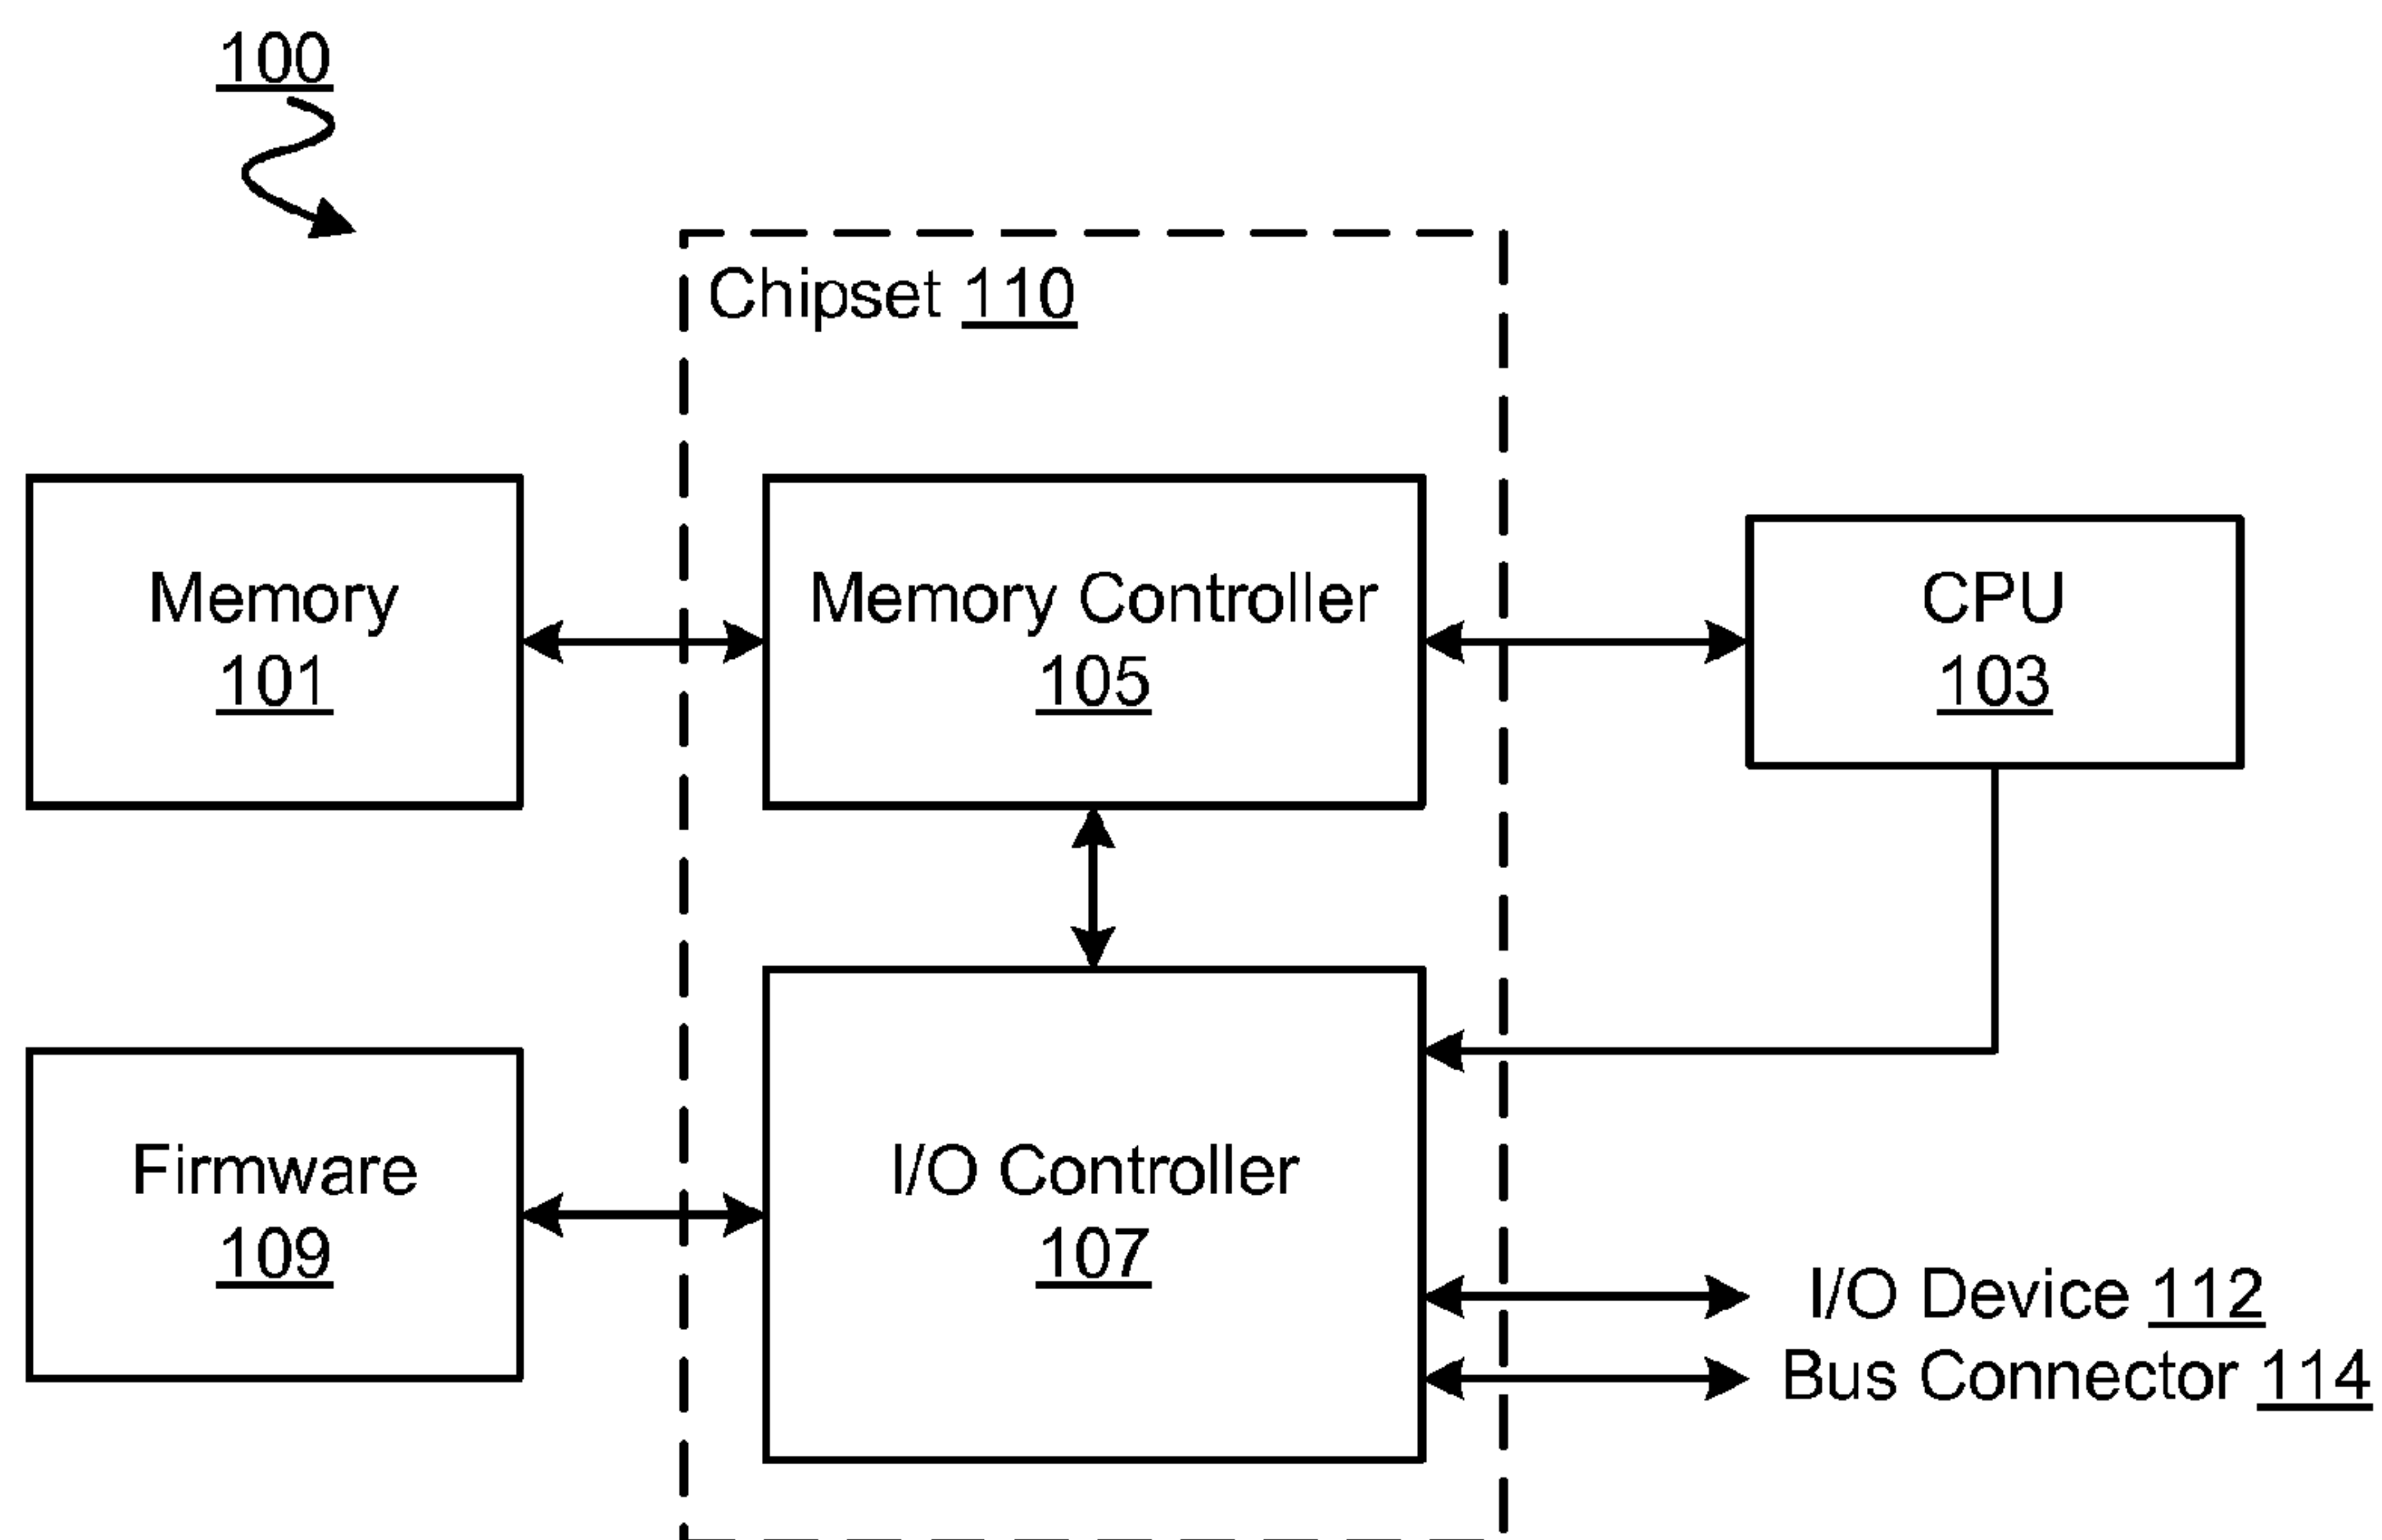 100
Chipset 110
Memory
101
Memory Controller
105
CPU
103
Firmware
109
I/O Controller
107
I/O Device 112
Bus Connector 114